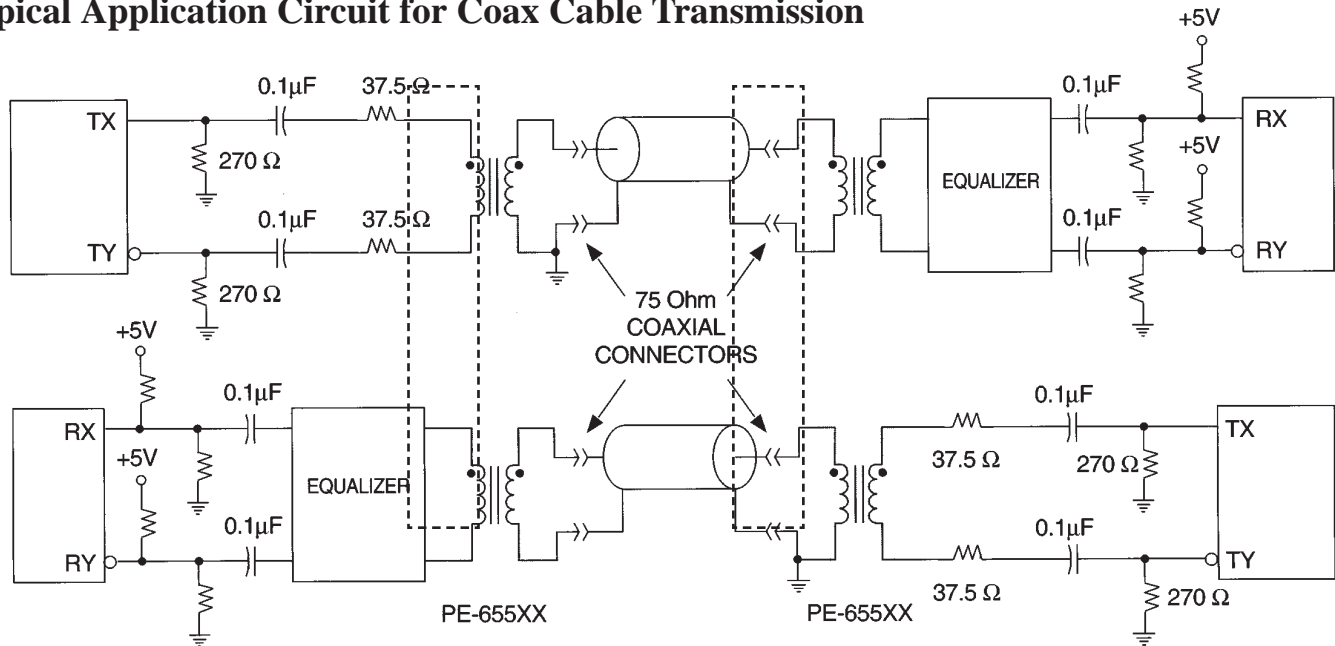 pical Application Circuit for Coax Cable Transmission
+5V
0.1µF 37.5 Ω 0.1µF
TX RX
270 Ω +5V
EQUALIZER
0.1µF 37.5 Ω 0.1µF
TY RY
270 Ω
75 Ohm
COAXIAL
CONNECTORS
+5V
0.1µF 0.1µF
RX TX
+5V 37.5 Ω 270 Ω
EQUALIZER
0.1µF 0.1µF
RY TY
37.5 Ω 270 Ω
PE-655XX PE-655XX